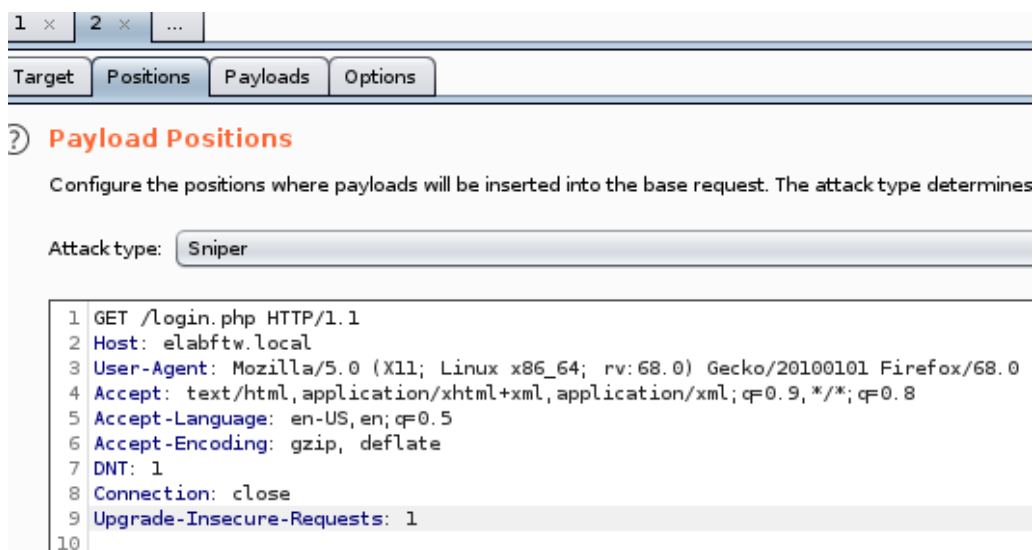 1 × 2 × ...
Target Positions Payloads Options
? Payload Positions
Configure the positions where payloads will be inserted into the base request. The attack type determines
Attack type: Sniper
1 GET /login.php HTTP/1.1
2 Host: elabftw.local
3 User-Agent: Mozilla/5.0 (X11; Linux x86_64; rv:68.0) Gecko/20100101 Firefox/68.0
4 Accept: text/html,application/xhtml+xml,application/xml;q=0.9,*/*;q=0.8
5 Accept-Language: en-US,en;q=0.5
6 Accept-Encoding: gzip, deflate
7 DNT: 1
8 Connection: close
9 Upgrade-Insecure-Requests: 1
10